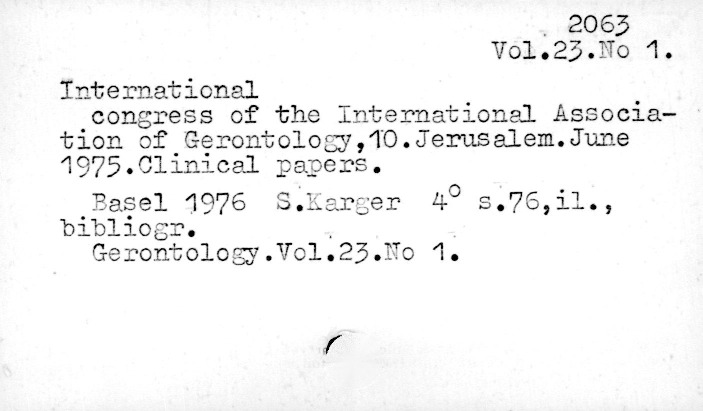 2063
Vol.23.No 1.
International
congress of the International Associa-
tion of Gerontology,10.Jerusalem.June
1975.Clinical papers.
Basel 1976 S.Karger 4° s.76,il.,
bibliogr.
Gerontology.Vol.23.No 1.